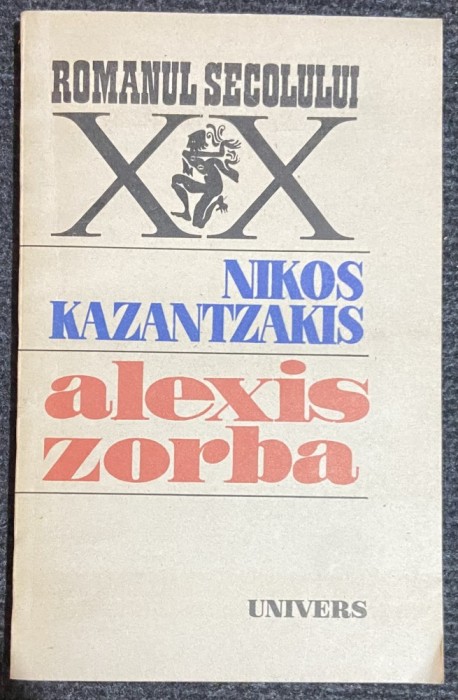 ROMANUL SECOLULUI
XX
NIKOS
KAZANTZAKIS
alexis
zorba
UNIVERS